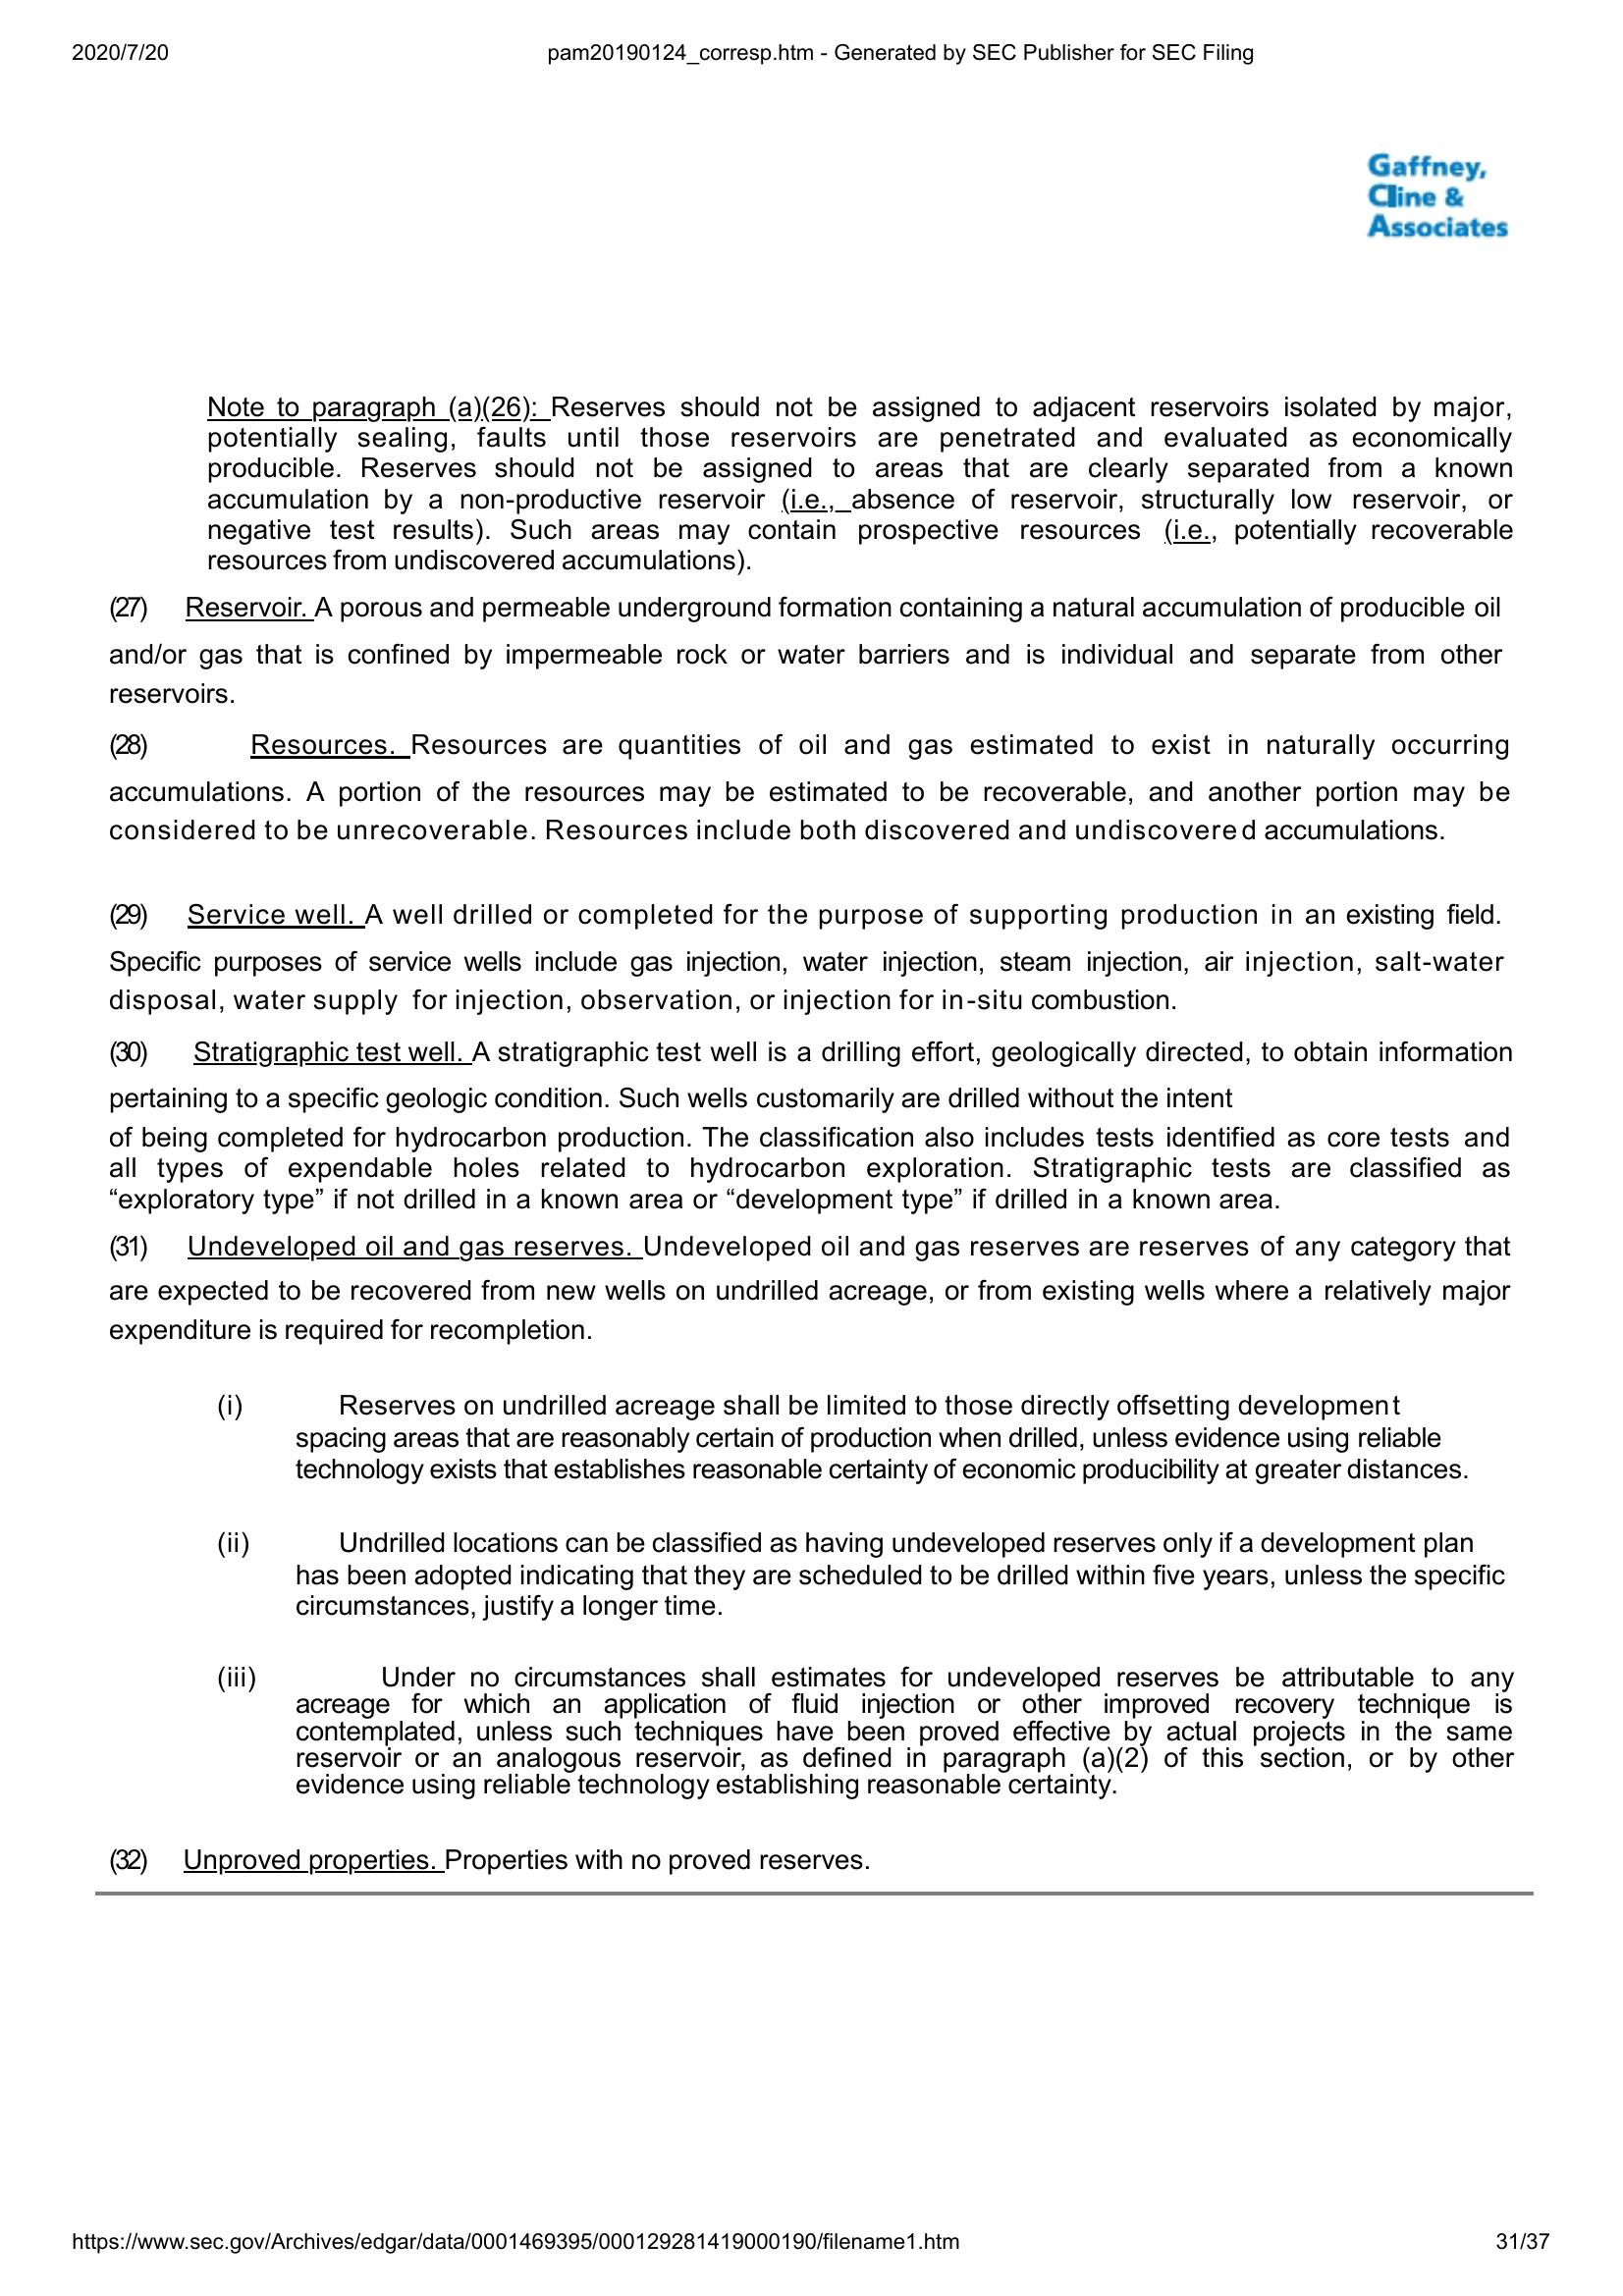 2020/7/20 pam20190124_corresp.htm - Generated by SEC Publisher for SEC Filing
Gaffney,
Cline &
Associates
Note to paragraph (a)(26): Reserves should not be assigned to adjacent reservoirs isolated by major,
potentially sealing, faults until those reservoirs are penetrated and evaluated as economically
producible. Reserves should not be assigned to areas that are clearly separated from a known
accumulation by a non-productive reservoir (i.e., absence of reservoir, structurally low reservoir, or
negative test results). Such areas may contain prospective resources (i.e., potentially recoverable
resources from undiscovered accumulations).
(27) Reservoir. A porous and permeable underground formation containing a natural accumulation of producible oil
and/or gas that is confined by impermeable rock or water barriers and is individual and separate from other
reservoirs.
(28) Resources. Resources are quantities of oil and gas estimated to exist in naturally occurring
accumulations. A portion of the resources may be estimated to be recoverable, and another portion may be
considered to be unrecoverable. Resources include both discovered and undiscovered accumulations.
(29) Service well. A well drilled or completed for the purpose of supporting production in an existing field.
Specific purposes of service wells include gas injection, water injection, steam injection, air injection, salt-water
disposal, water supply for injection, observation, or injection for in-situ combustion.
(30) Stratigraphic test well. A stratigraphic test well is a drilling effort, geologically directed, to obtain information
pertaining to a specific geologic condition. Such wells customarily are drilled without the intent
of being completed for hydrocarbon production. The classification also includes tests identified as core tests and
all types of expendable holes related to hydrocarbon exploration. Stratigraphic tests are classified as
“exploratory type” if not drilled in a known area or “development type” if drilled in a known area.
(31) Undeveloped oil and gas reserves. Undeveloped oil and gas reserves are reserves of any category that
are expected to be recovered from new wells on undrilled acreage, or from existing wells where a relatively major
expenditure is required for recompletion.
(i) Reserves on undrilled acreage shall be limited to those directly offsetting development
spacing areas that are reasonably certain of production when drilled, unless evidence using reliable
technology exists that establishes reasonable certainty of economic producibility at greater distances.
(ii) Undrilled locations can be classified as having undeveloped reserves only if a development plan
has been adopted indicating that they are scheduled to be drilled within five years, unless the specific
circumstances, justify a longer time.
(iii) Under no circumstances shall estimates for undeveloped reserves be attributable to any
acreage for which an application of fluid injection or other improved recovery technique is
contemplated, unless such techniques have been proved effective by actual projects in the same
reservoir or an analogous reservoir, as defined in paragraph (a)(2) of this section, or by other
evidence using reliable technology establishing reasonable certainty.
(32) Unproved properties. Properties with no proved reserves.
https://www.sec.gov/Archives/edgar/data/0001469395/000129281419000190/filename1.htm 31/37